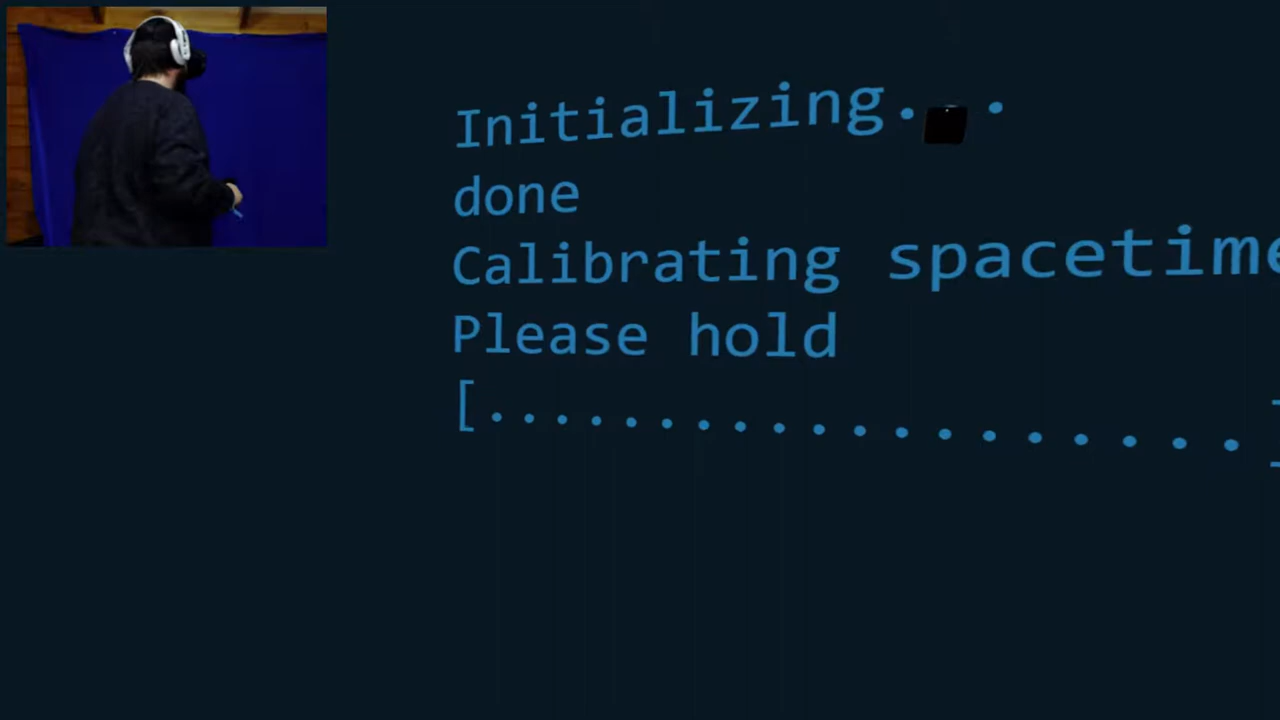 Initializing...
done
Calibrating spacetime
Please hold
[....................]